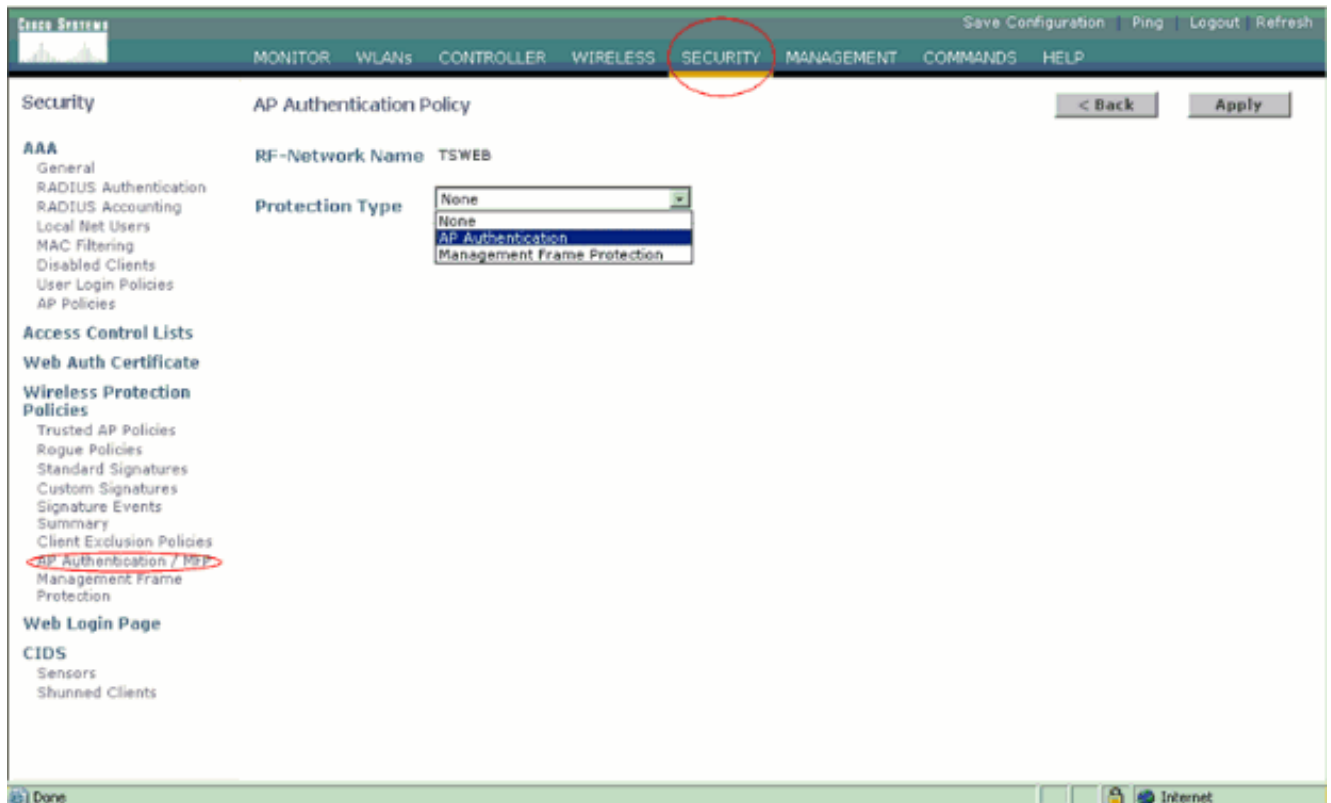 CISCO SYSTEMS
Save Configuration | Ping | Logout | Refresh
MONITOR WLANs CONTROLLER WIRELESS SECURITY MANAGEMENT COMMANDS HELP
Security
AAA
General
RADIUS Authentication
RADIUS Accounting
Local Net Users
MAC Filtering
Disabled Clients
User Login Policies
AP Policies
Access Control Lists
Web Auth Certificate
Wireless Protection
Policies
Trusted AP Policies
Rogue Policies
Standard Signatures
Custom Signatures
Signature Events
Summary
Client Exclusion Policies
AP Authentication / MFP
Management Frame
Protection
Web Login Page
CIDS
Sensors
Shunned Clients
AP Authentication Policy
< Back Apply
RF-Network Name TSWEB
Protection Type None
None
AP Authentication
Management Frame Protection
Done Internet